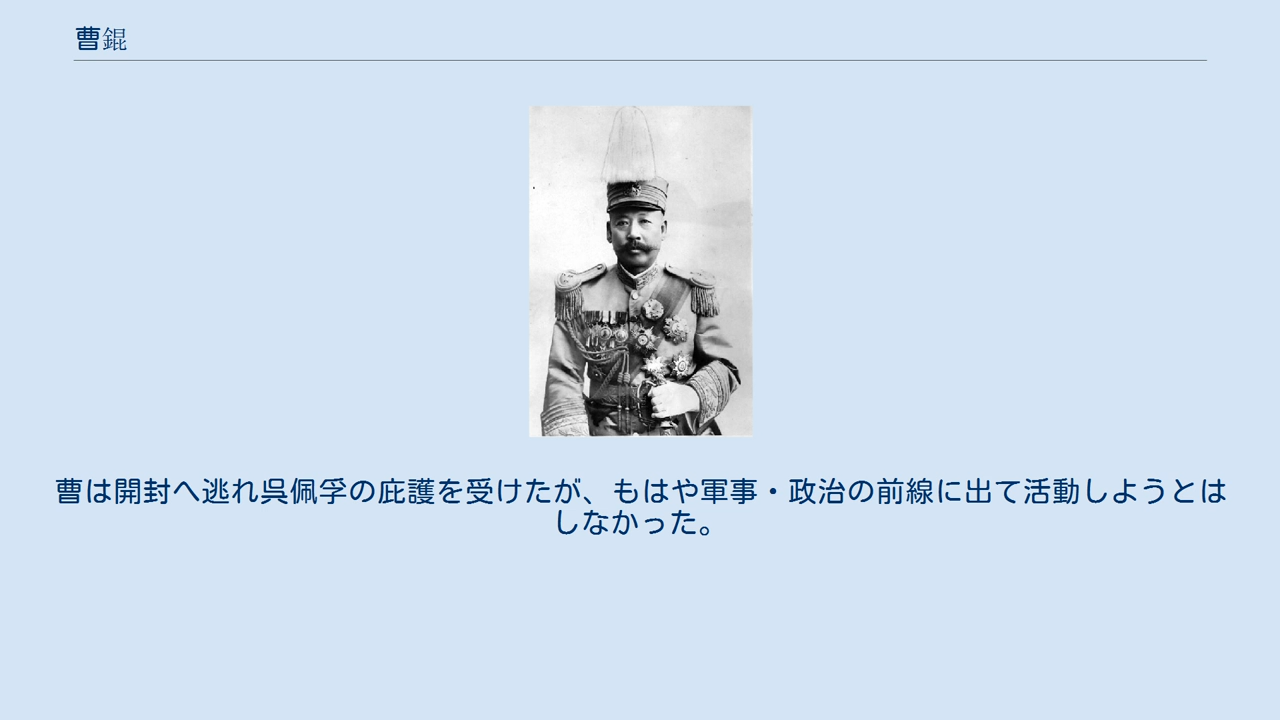 曹錕
曹は開封へ逃れ呉佩孚の庇護を受けたが、もはや軍事・政治の前線に出て活動しようとは
しなかった。